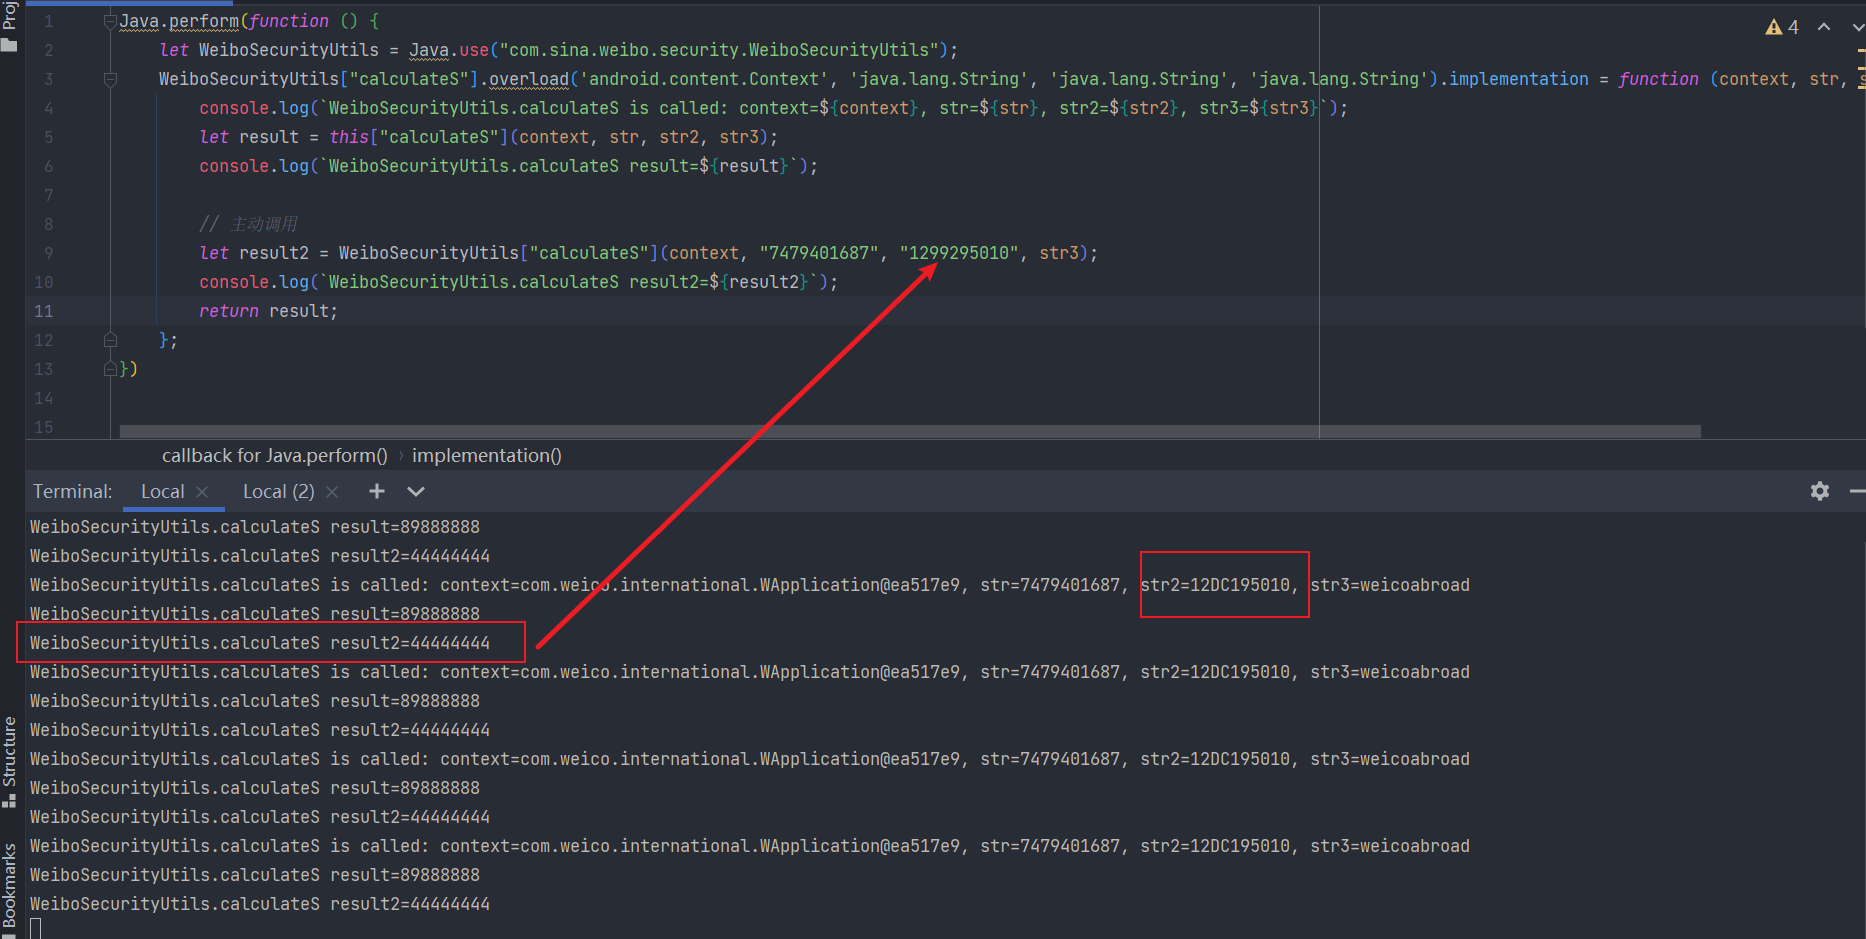 Proj
1 Java.perform(function () {
4
2 let WeiboSecurityUtils = Java.use("com.sina.weibo.security.WeiboSecurityUtils");
3 WeiboSecurityUtils["calculateS"].overload('android.content.Context', 'java.lang.String', 'java.lang.String', 'java.lang.String').implementation = function (context, str, s
4 console.log(`WeiboSecurityUtils.calculateS is called: context=${context}, str=${str}, str2=${str2}, str3=${str3}`);
5 let result = this["calculateS"](context, str, str2, str3);
6 console.log(`WeiboSecurityUtils.calculateS result=${result}`);
7
8 // 主动调用
9 let result2 = WeiboSecurityUtils["calculateS"](context, "7479401687", "1299295010", str3);
10 console.log(`WeiboSecurityUtils.calculateS result2=${result2}`);
11 return result;
12 };
13 })
14
15
callback for Java.perform() › implementation()
Terminal: Local × Local (2) × +
WeiboSecurityUtils.calculateS result=89888888
WeiboSecurityUtils.calculateS result2=44444444
WeiboSecurityUtils.calculateS is called: context=com.weico.international.WApplication@ea517e9, str=7479401687, str2=12DC195010, str3=weicoabroad
WeiboSecurityUtils.calculateS result=89888888
WeiboSecurityUtils.calculateS result2=44444444
WeiboSecurityUtils.calculateS is called: context=com.weico.international.WApplication@ea517e9, str=7479401687, str2=12DC195010, str3=weicoabroad
WeiboSecurityUtils.calculateS result=89888888
WeiboSecurityUtils.calculateS result2=44444444
WeiboSecurityUtils.calculateS is called: context=com.weico.international.WApplication@ea517e9, str=7479401687, str2=12DC195010, str3=weicoabroad
WeiboSecurityUtils.calculateS result=89888888
WeiboSecurityUtils.calculateS result2=44444444
WeiboSecurityUtils.calculateS is called: context=com.weico.international.WApplication@ea517e9, str=7479401687, str2=12DC195010, str3=weicoabroad
WeiboSecurityUtils.calculateS result=89888888
WeiboSecurityUtils.calculateS result2=44444444
Structure
Bookmarks